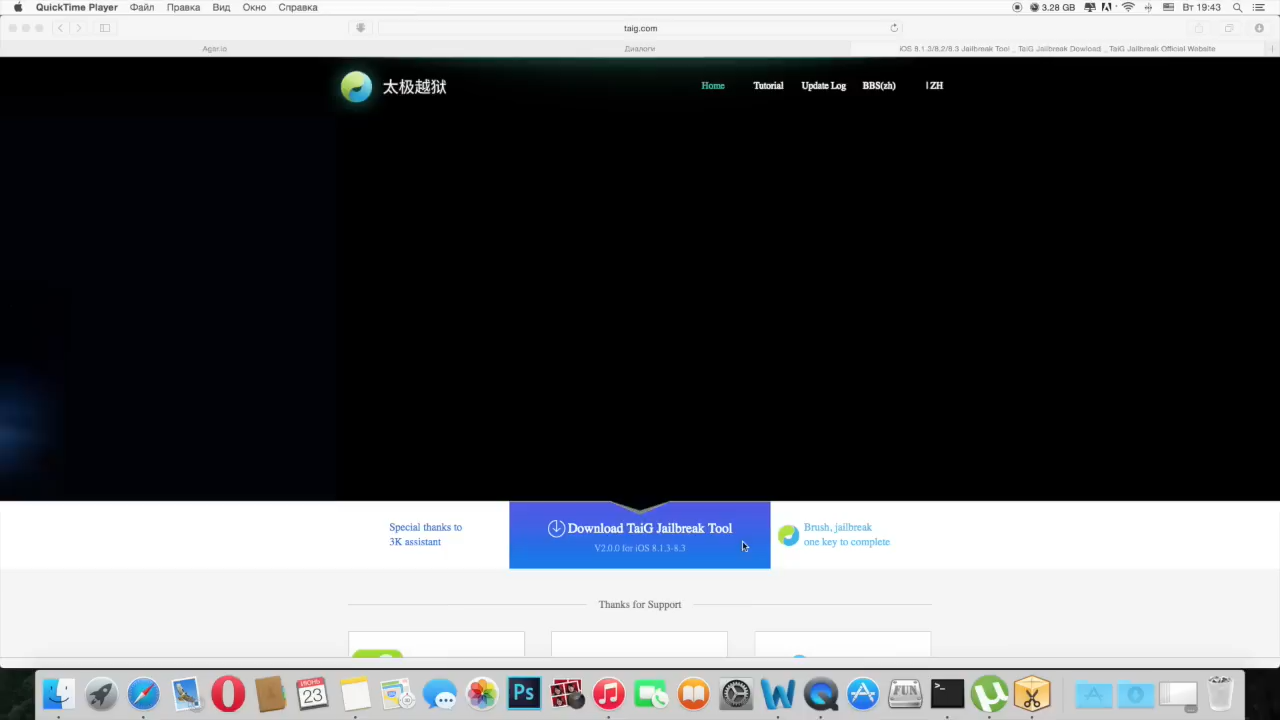 QuickTime Player Файл Правка Вид Окно Справка 3.28 GB Вт 19:43
taig.com
Agar.io Диалоги iOS 8.1.3/8.2/8.3 Jailbreak Tool _ TaiG Jailbreak Dowload _ TaiG Jailbreak Official Website
太极越狱 Home Tutorial Update Log BBS(zh) | ZH
Special thanks to
3K assistant
Download TaiG Jailbreak Tool
V2.0.0 for iOS 8.1.3-8.3
Brush, jailbreak
one key to complete
Thanks for Support
ИЮНЬ
23
Ps
FUN